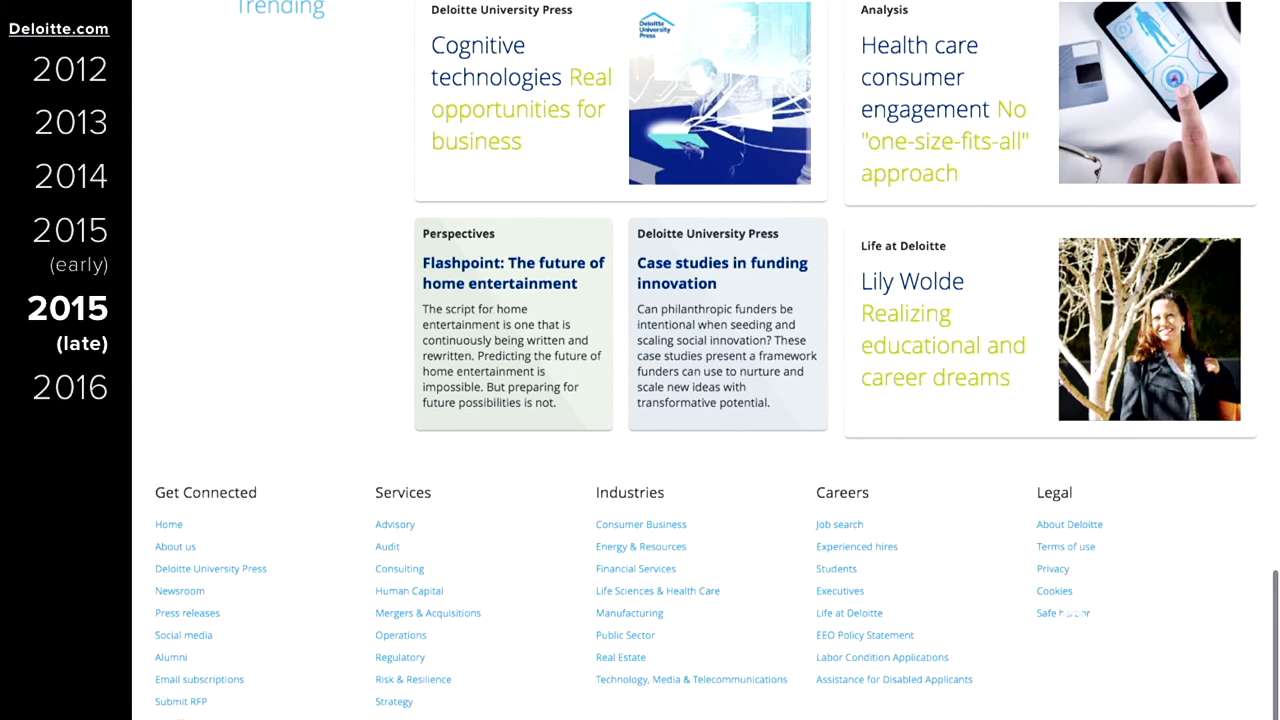 Deloitte.com
2012
2013
2014
2015
(early)
2015
(late)
2016
Trending
Deloitte University Press
Cognitive
technologies Real
opportunities for
business
Deloitte
University
Press
Analysis
Health care
consumer
engagement No
"one-size-fits-all"
approach
Perspectives
Flashpoint: The future of
home entertainment
The script for home
entertainment is one that is
continuously being written and
rewritten. Predicting the future of
home entertainment is
impossible. But preparing for
future possibilities is not.
Deloitte University Press
Case studies in funding
innovation
Can philanthropic funders be
intentional when seeding and
scaling social innovation? These
case studies present a framework
funders can use to nurture and
scale new ideas with
transformative potential.
Life at Deloitte
Lily Wolde
Realizing
educational and
career dreams
Get Connected
Home
About us
Deloitte University Press
Newsroom
Press releases
Social media
Alumni
Email subscriptions
Submit RFP
Services
Advisory
Audit
Consulting
Human Capital
Mergers & Acquisitions
Operations
Regulatory
Risk & Resilience
Strategy
Industries
Consumer Business
Energy & Resources
Financial Services
Life Sciences & Health Care
Manufacturing
Public Sector
Real Estate
Technology, Media & Telecommunications
Careers
Job search
Experienced hires
Students
Executives
Life at Deloitte
EEO Policy Statement
Labor Condition Applications
Assistance for Disabled Applicants
Legal
About Deloitte
Terms of use
Privacy
Cookies
Safe harbor